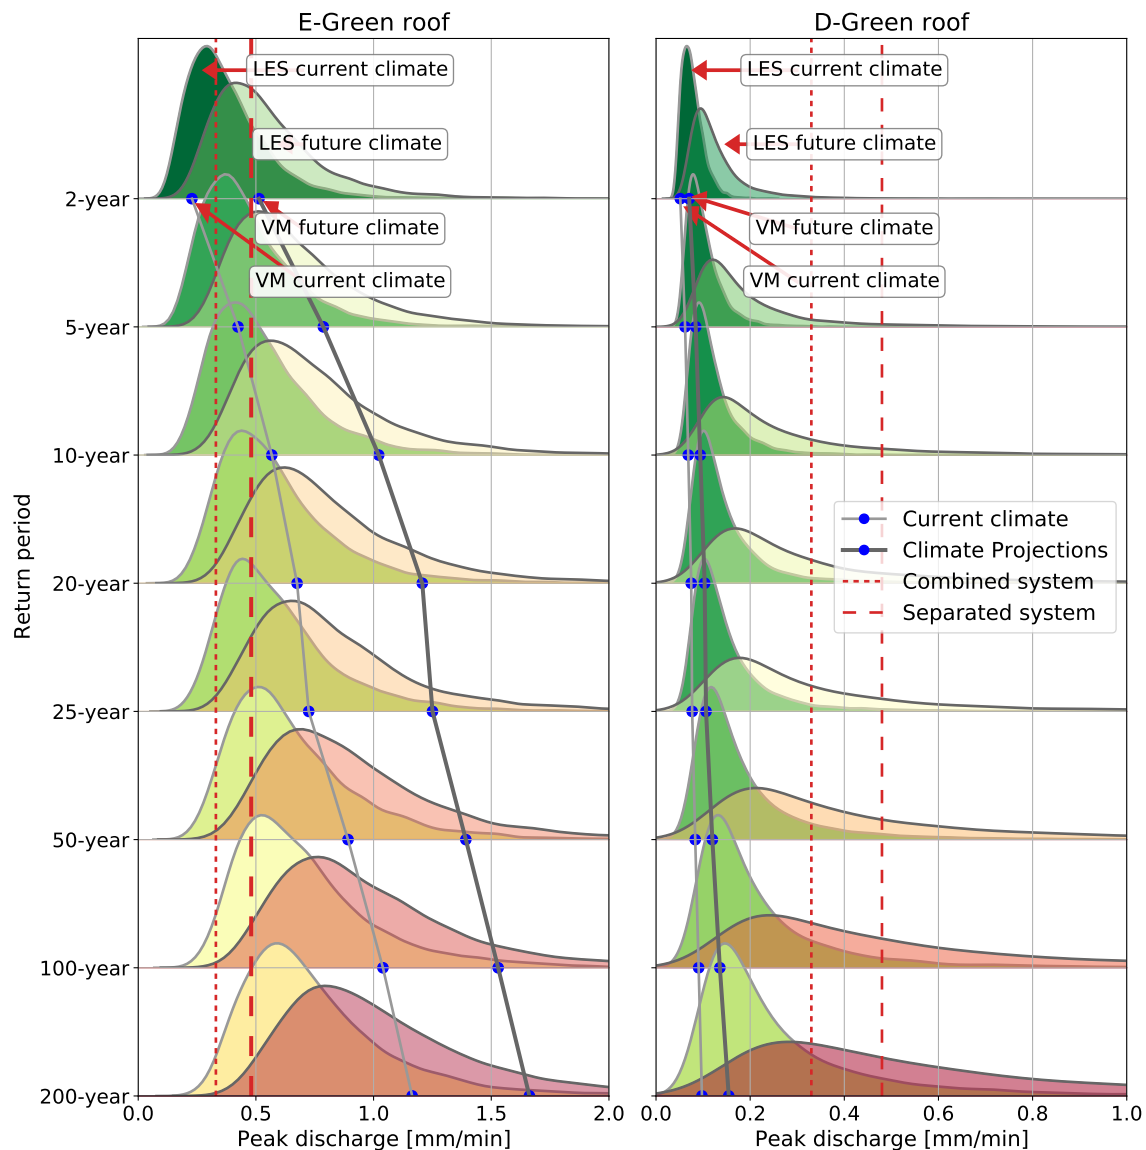 E-Green roof
D-Green roof
LES current climate
LES future climate
VM future climate
VM current climate
LES current climate
LES future climate
VM future climate
VM current climate
Return period
2-year
5-year
10-year
20-year
25-year
50-year
100-year
200-year
Current climate
Climate Projections
Combined system
Separated system
0.0 0.5 1.0 1.5 2.0
0.0 0.2 0.4 0.6 0.8 1.0
Peak discharge [mm/min]
Peak discharge [mm/min]